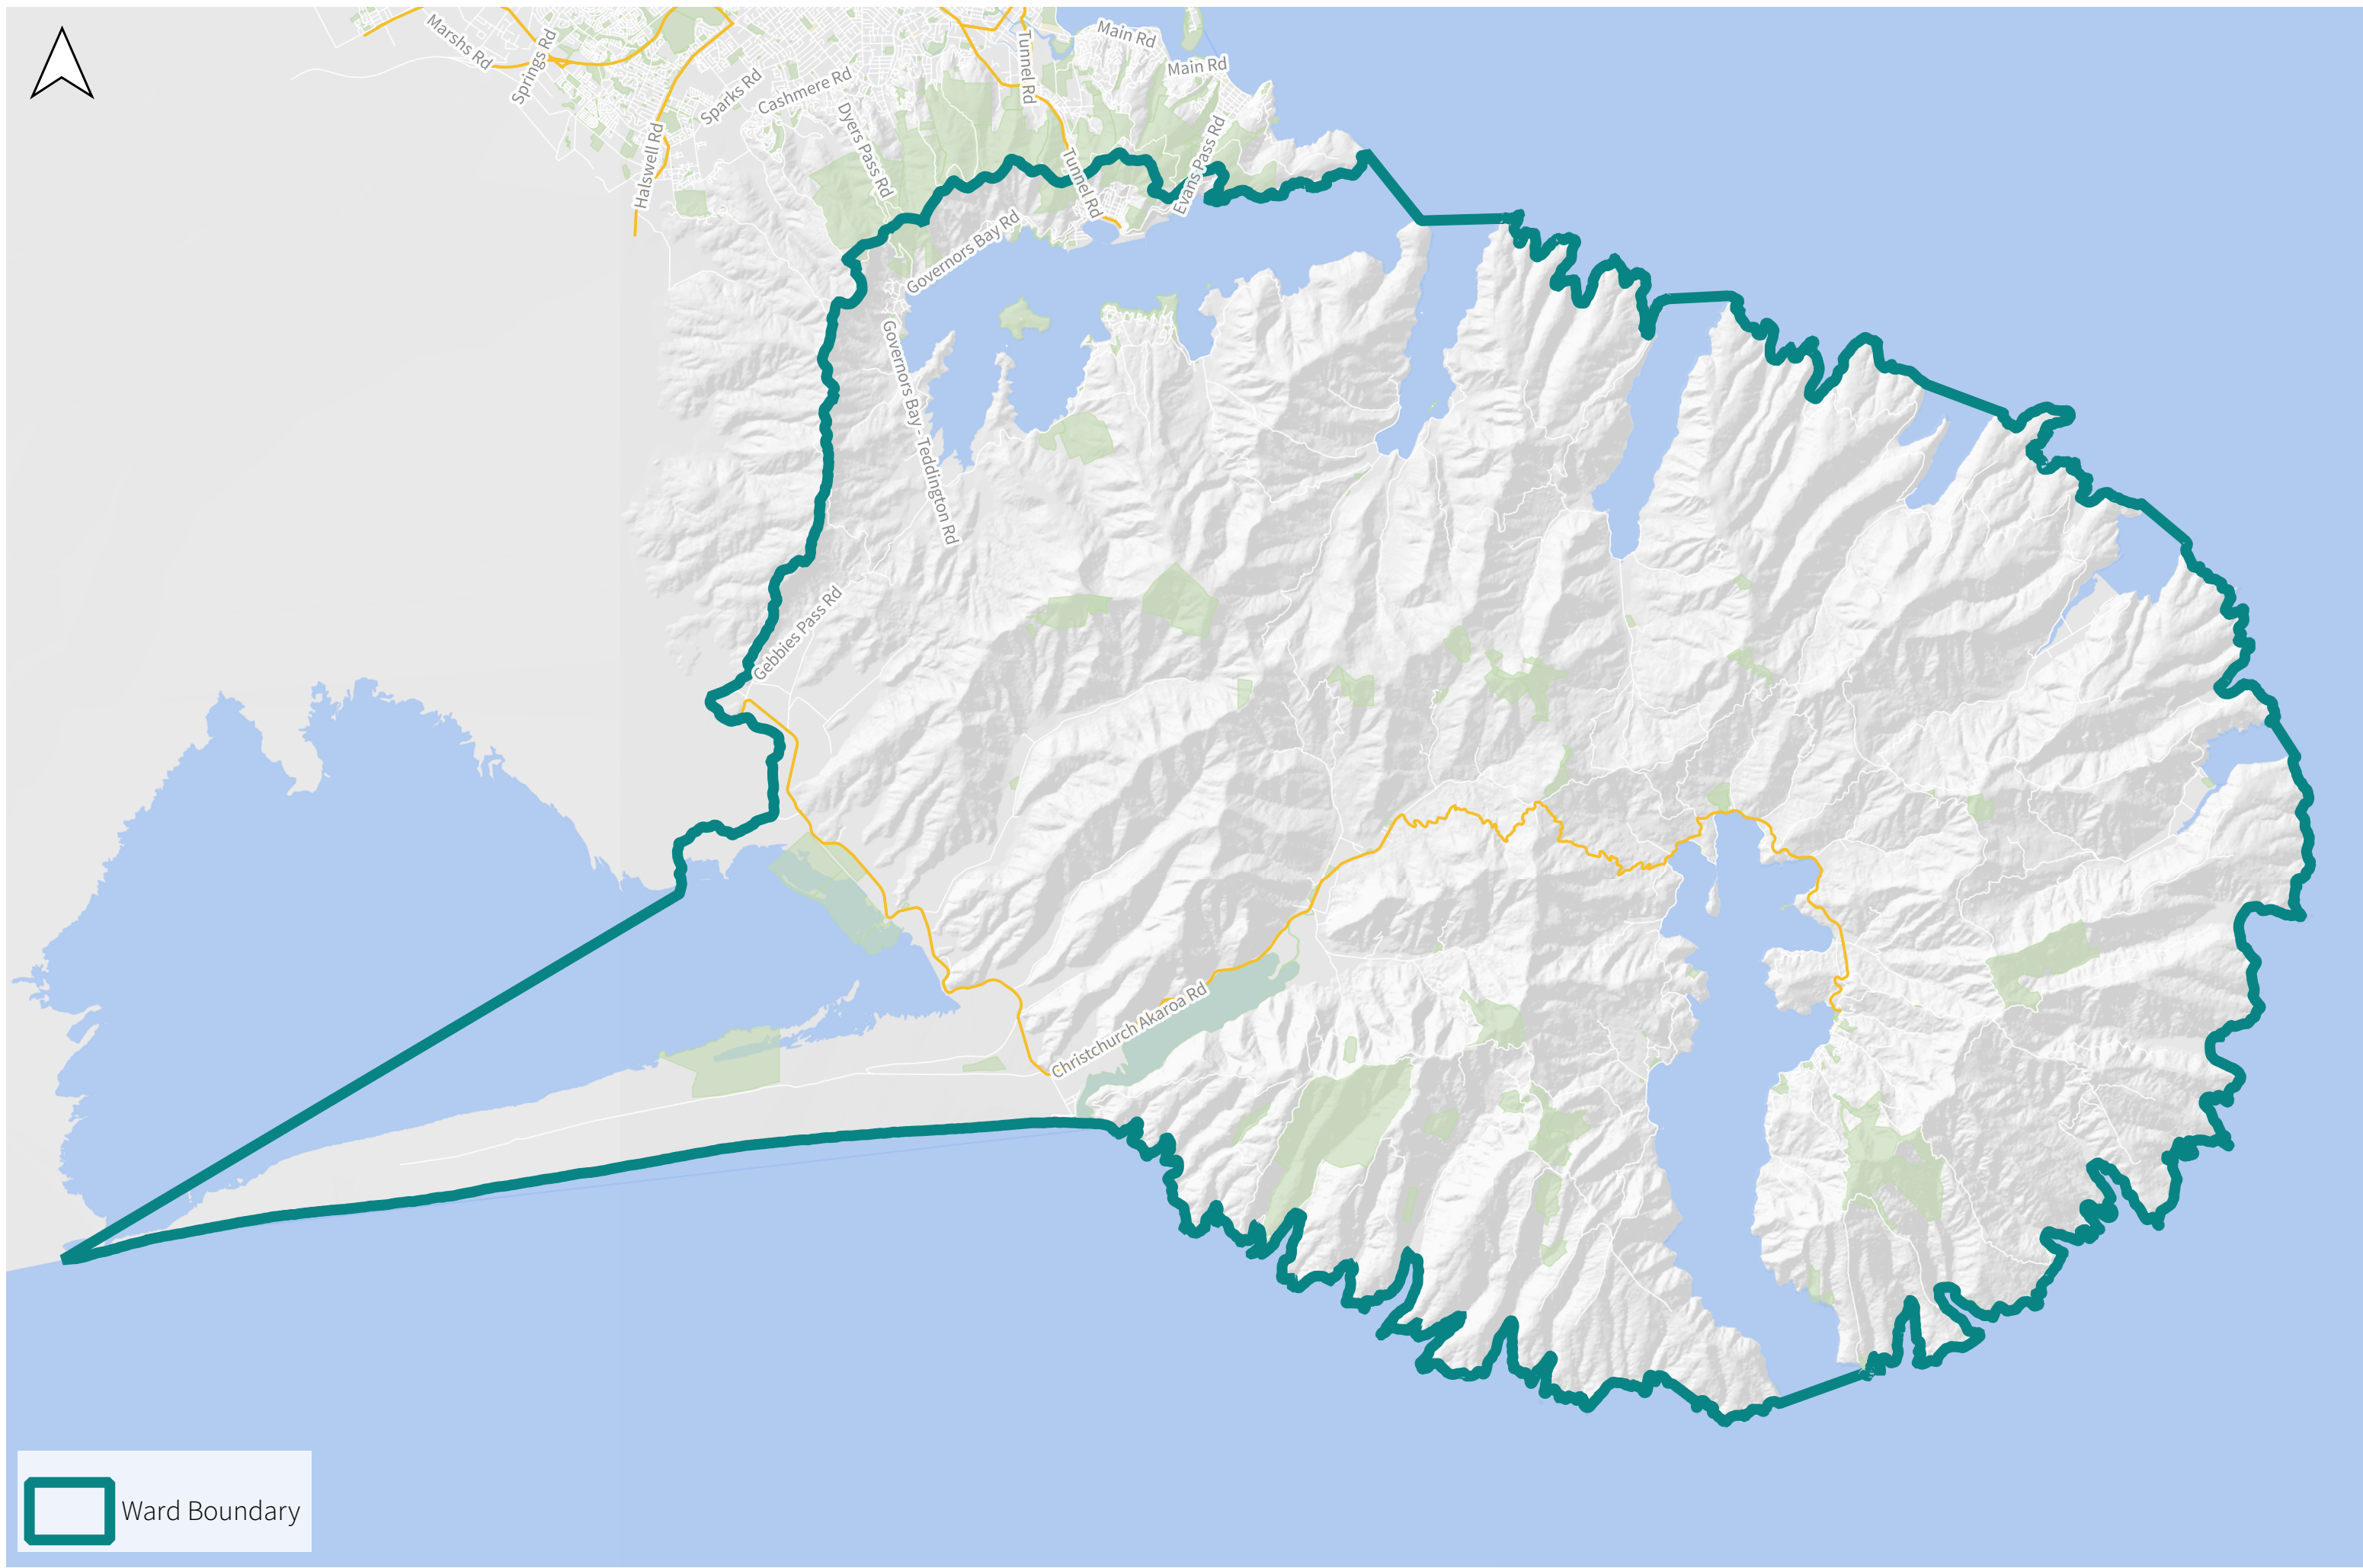 Marshs Rd
Springs Rd
Main Rd
Tunnel Rd
Main Rd
Sparks Rd
Cashmere Rd
Halswell Rd
Dyers Pass Rd
Tunnel Rd
Evans Pass Rd
Governors Bay Rd
Governors Bay - Teddington Rd
Gebbies Pass Rd
Christchurch Akaroa Rd
Ward Boundary